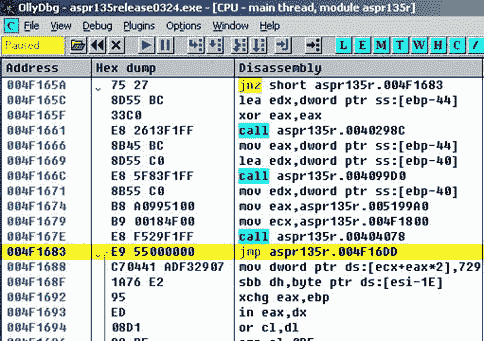 OllyDbg - aspr135release0324.exe - [CPU - main thread, module aspr135r]
C File View Debug Plugins Options Window Help
Paused L E M T W H C /
Address Hex dump Disassembly
004F165A 75 27 jnz short aspr135r.004F1683
004F165C 8D55 BC lea edx,dword ptr ss:[ebp-44]
004F165F 33C0 xor eax,eax
004F1661 E8 2613F1FF call aspr135r.0040298C
004F1666 8B45 BC mov eax,dword ptr ss:[ebp-44]
004F1669 8D55 C0 lea edx,dword ptr ss:[ebp-40]
004F166C E8 5F83F1FF call aspr135r.004099D0
004F1671 8B55 C0 mov edx,dword ptr ss:[ebp-40]
004F1674 B8 A0995100 mov eax,aspr135r.005199A0
004F1679 B9 00184F00 mov ecx,aspr135r.004F1800
004F167E E8 F529F1FF call aspr135r.00404078
004F1683 E9 55000000 jmp aspr135r.004F16DD
004F1688 C70441 ADF32907 mov dword ptr ds:[ecx+eax*2],729
004F168F 1A76 E2 sbb dh,byte ptr ds:[esi-1E]
004F1692 95 xchg eax,ebp
004F1693 ED in eax,dx
004F1694 08D1 or cl,dl